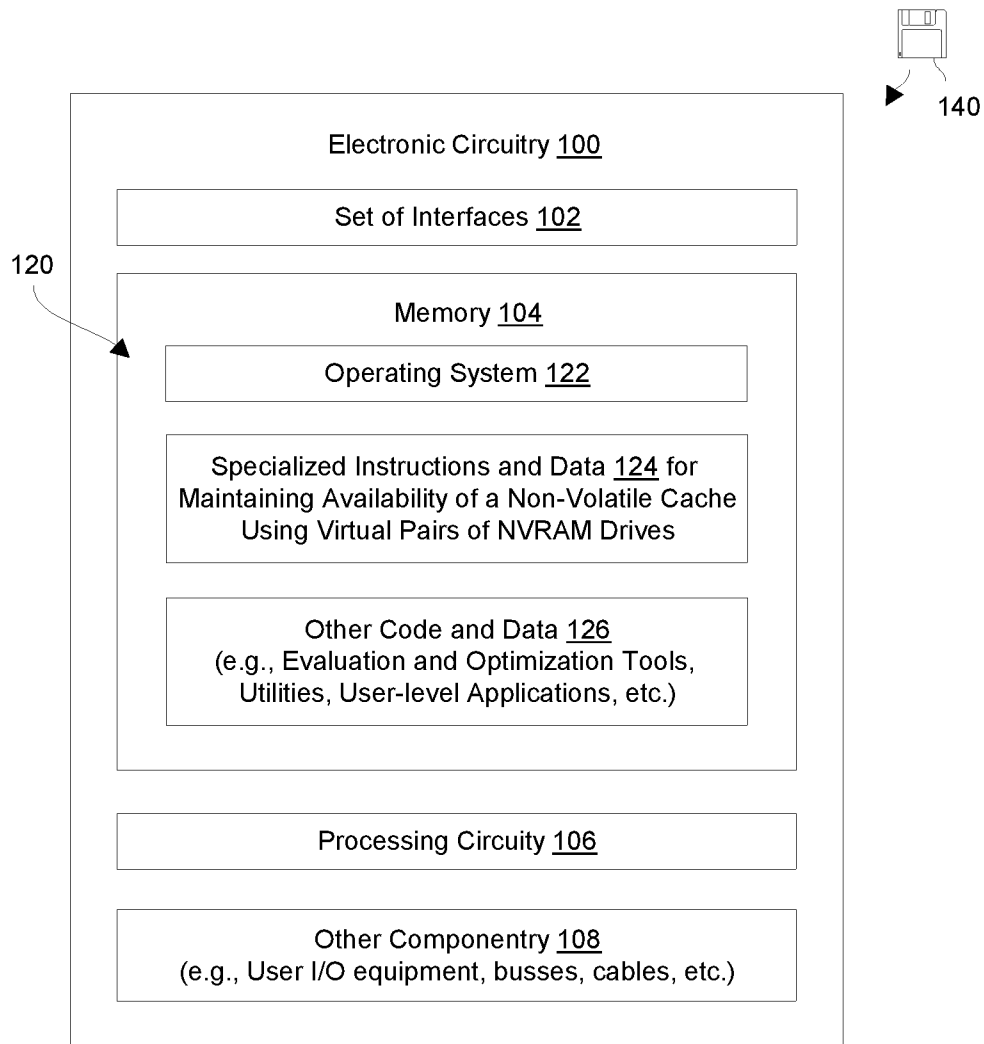 140
Electronic Circuitry 100
Set of Interfaces 102
120
Memory 104
Operating System 122
Specialized Instructions and Data 124 for
Maintaining Availability of a Non-Volatile Cache
Using Virtual Pairs of NVRAM Drives
Other Code and Data 126
(e.g., Evaluation and Optimization Tools,
Utilities, User-level Applications, etc.)
Processing Circuity 106
Other Componentry 108
(e.g., User I/O equipment, busses, cables, etc.)